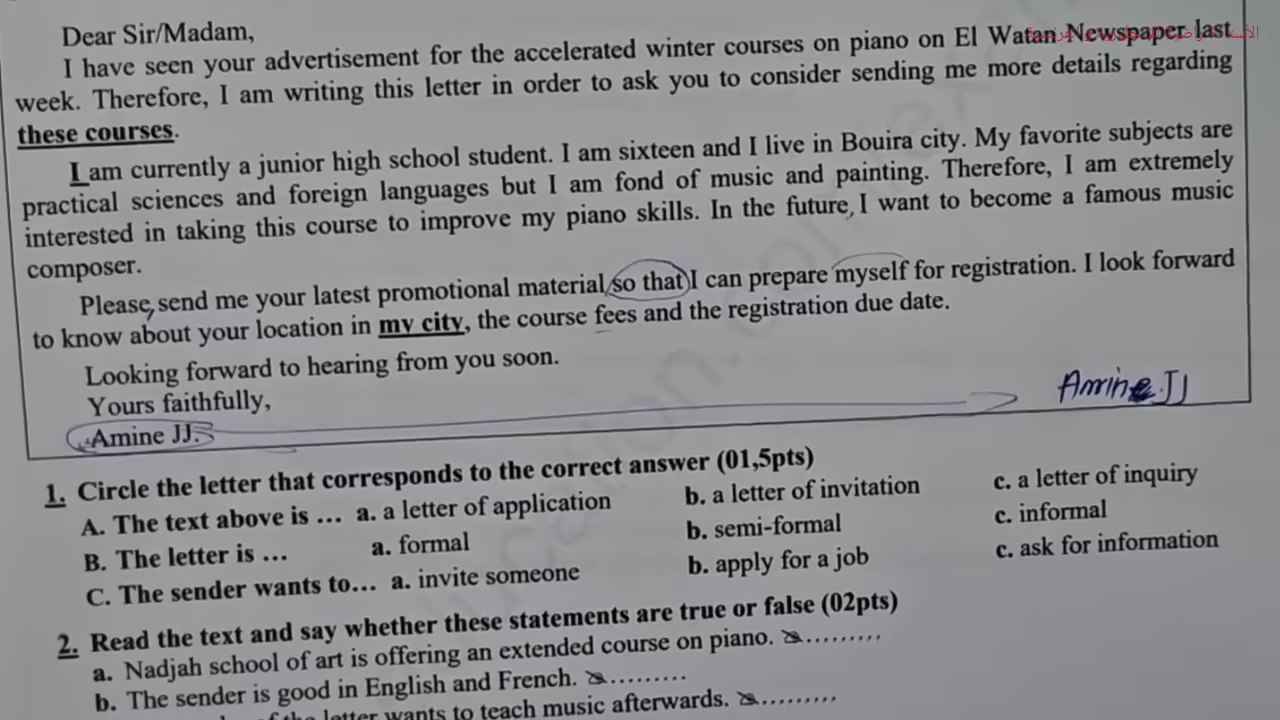 Dear Sir/Madam,
I have seen your advertisement for the accelerated winter courses on piano on El Watan Newspaper last
week. Therefore, I am writing this letter in order to ask you to consider sending me more details regarding
these courses.
I am currently a junior high school student. I am sixteen and I live in Bouira city. My favorite subjects are
practical sciences and foreign languages but I am fond of music and painting. Therefore, I am extremely
interested in taking this course to improve my piano skills. In the future, I want to become a famous music
composer.
Please, send me your latest promotional material so that I can prepare myself for registration. I look forward
to know about your location in my city, the course fees and the registration due date.
Looking forward to hearing from you soon.
Yours faithfully,
Amine JJ.
Amine JJ
1. Circle the letter that corresponds to the correct answer (01,5pts)
A. The text above is ... a. a letter of application b. a letter of invitation c. a letter of inquiry
B. The letter is ... a. formal b. semi-formal c. informal
C. The sender wants to... a. invite someone b. apply for a job c. ask for information
2. Read the text and say whether these statements are true or false (02pts)
a. Nadjah school of art is offering an extended course on piano. .........
b. The sender is good in English and French. .........
of the letter wants to teach music afterwards. .........